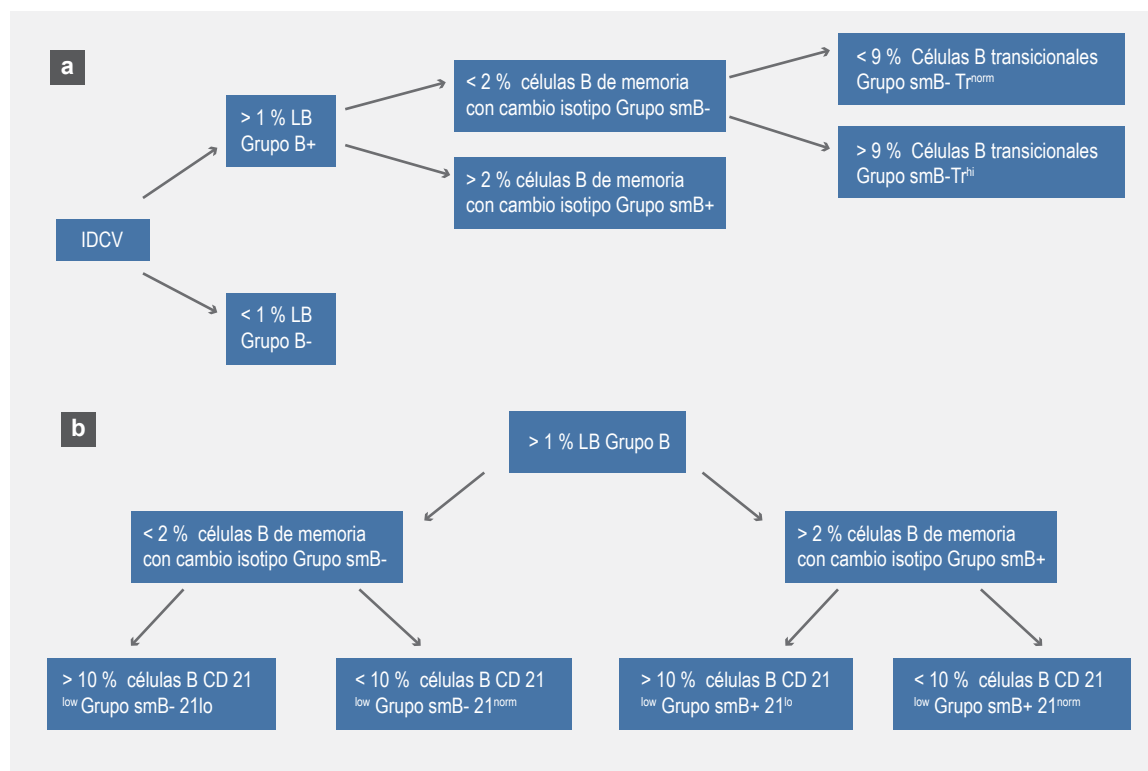 a
IDCV
> 1 % LB
Grupo B+
< 1 % LB
Grupo B-
< 2 % células B de memoria
con cambio isotipo Grupo smB-
> 2 % células B de memoria
con cambio isotipo Grupo smB+
< 9 % Células B transicionales
Grupo smB- Trnorm
> 9 % Células B transicionales
Grupo smB-Trhi
b
> 1 % LB Grupo B
< 2 % células B de memoria
con cambio isotipo Grupo smB-
> 2 % células B de memoria
con cambio isotipo Grupo smB+
> 10 % células B CD 21
low Grupo smB- 21lo
< 10 % células B CD 21
low Grupo smB- 21norm
> 10 % células B CD 21
low Grupo smB+ 21lo
< 10 % células B CD 21
low Grupo smB+ 21norm